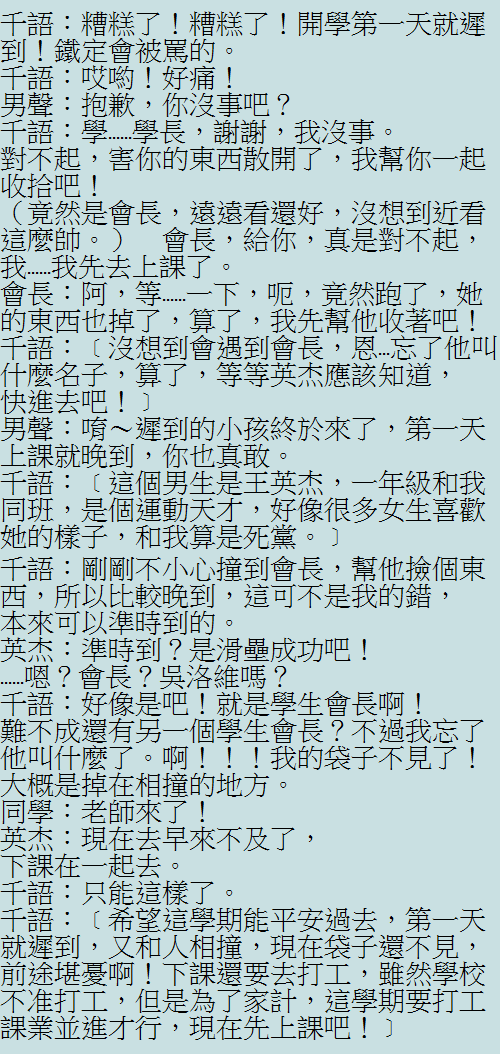 千語：糟糕了！糟糕了！開學第一天就遲
到！鐵定會被罵的。
千語：哎喲！好痛！
男聲：抱歉，你沒事吧？
千語：學……學長，謝謝，我沒事。
對不起，害你的東西散開了，我幫你一起
收拾吧！
（竟然是會長，遠遠看還好，沒想到近看
這麼帥。）　會長，給你，真是對不起，
我……我先去上課了。
會長：阿，等……一下，呃，竟然跑了，她
的東西也掉了，算了，我先幫他收著吧！
千語：﹝沒想到會遇到會長，恩…忘了他叫
什麼名子，算了，等等英杰應該知道，
快進去吧！﹞
男聲：唷～遲到的小孩終於來了，第一天
上課就晚到，你也真敢。
千語：﹝這個男生是王英杰，一年級和我
同班，是個運動天才，好像很多女生喜歡
她的樣子，和我算是死黨。﹞
千語：剛剛不小心撞到會長，幫他撿個東
西，所以比較晚到，這可不是我的錯，
本來可以準時到的。
英杰：準時到？是滑壘成功吧！
……嗯？會長？吳洛維嗎？
千語：好像是吧！就是學生會長啊！
難不成還有另一個學生會長？不過我忘了
他叫什麼了。啊！！！我的袋子不見了！
大概是掉在相撞的地方。
同學：老師來了！
英杰：現在去早來不及了，
下課在一起去。
千語：只能這樣了。
千語：﹝希望這學期能平安過去，第一天
就遲到，又和人相撞，現在袋子還不見，
前途堪憂啊！下課還要去打工，雖然學校
不准打工，但是為了家計，這學期要打工
課業並進才行，現在先上課吧！﹞